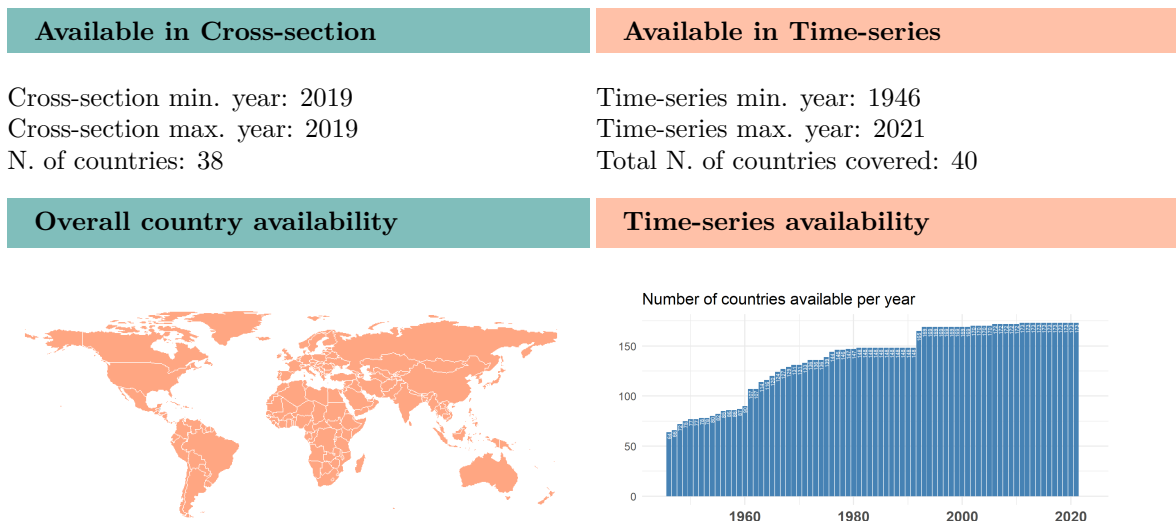 Available in Cross-section
Available in Time-series
Cross-section min. year: 2019
Cross-section max. year: 2019
N. of countries: 38
Time-series min. year: 1946
Time-series max. year: 2021
Total N. of countries covered: 40
Overall country availability
Time-series availability
Number of countries available per year
150
100
50
0
1960
1980
2000
2020